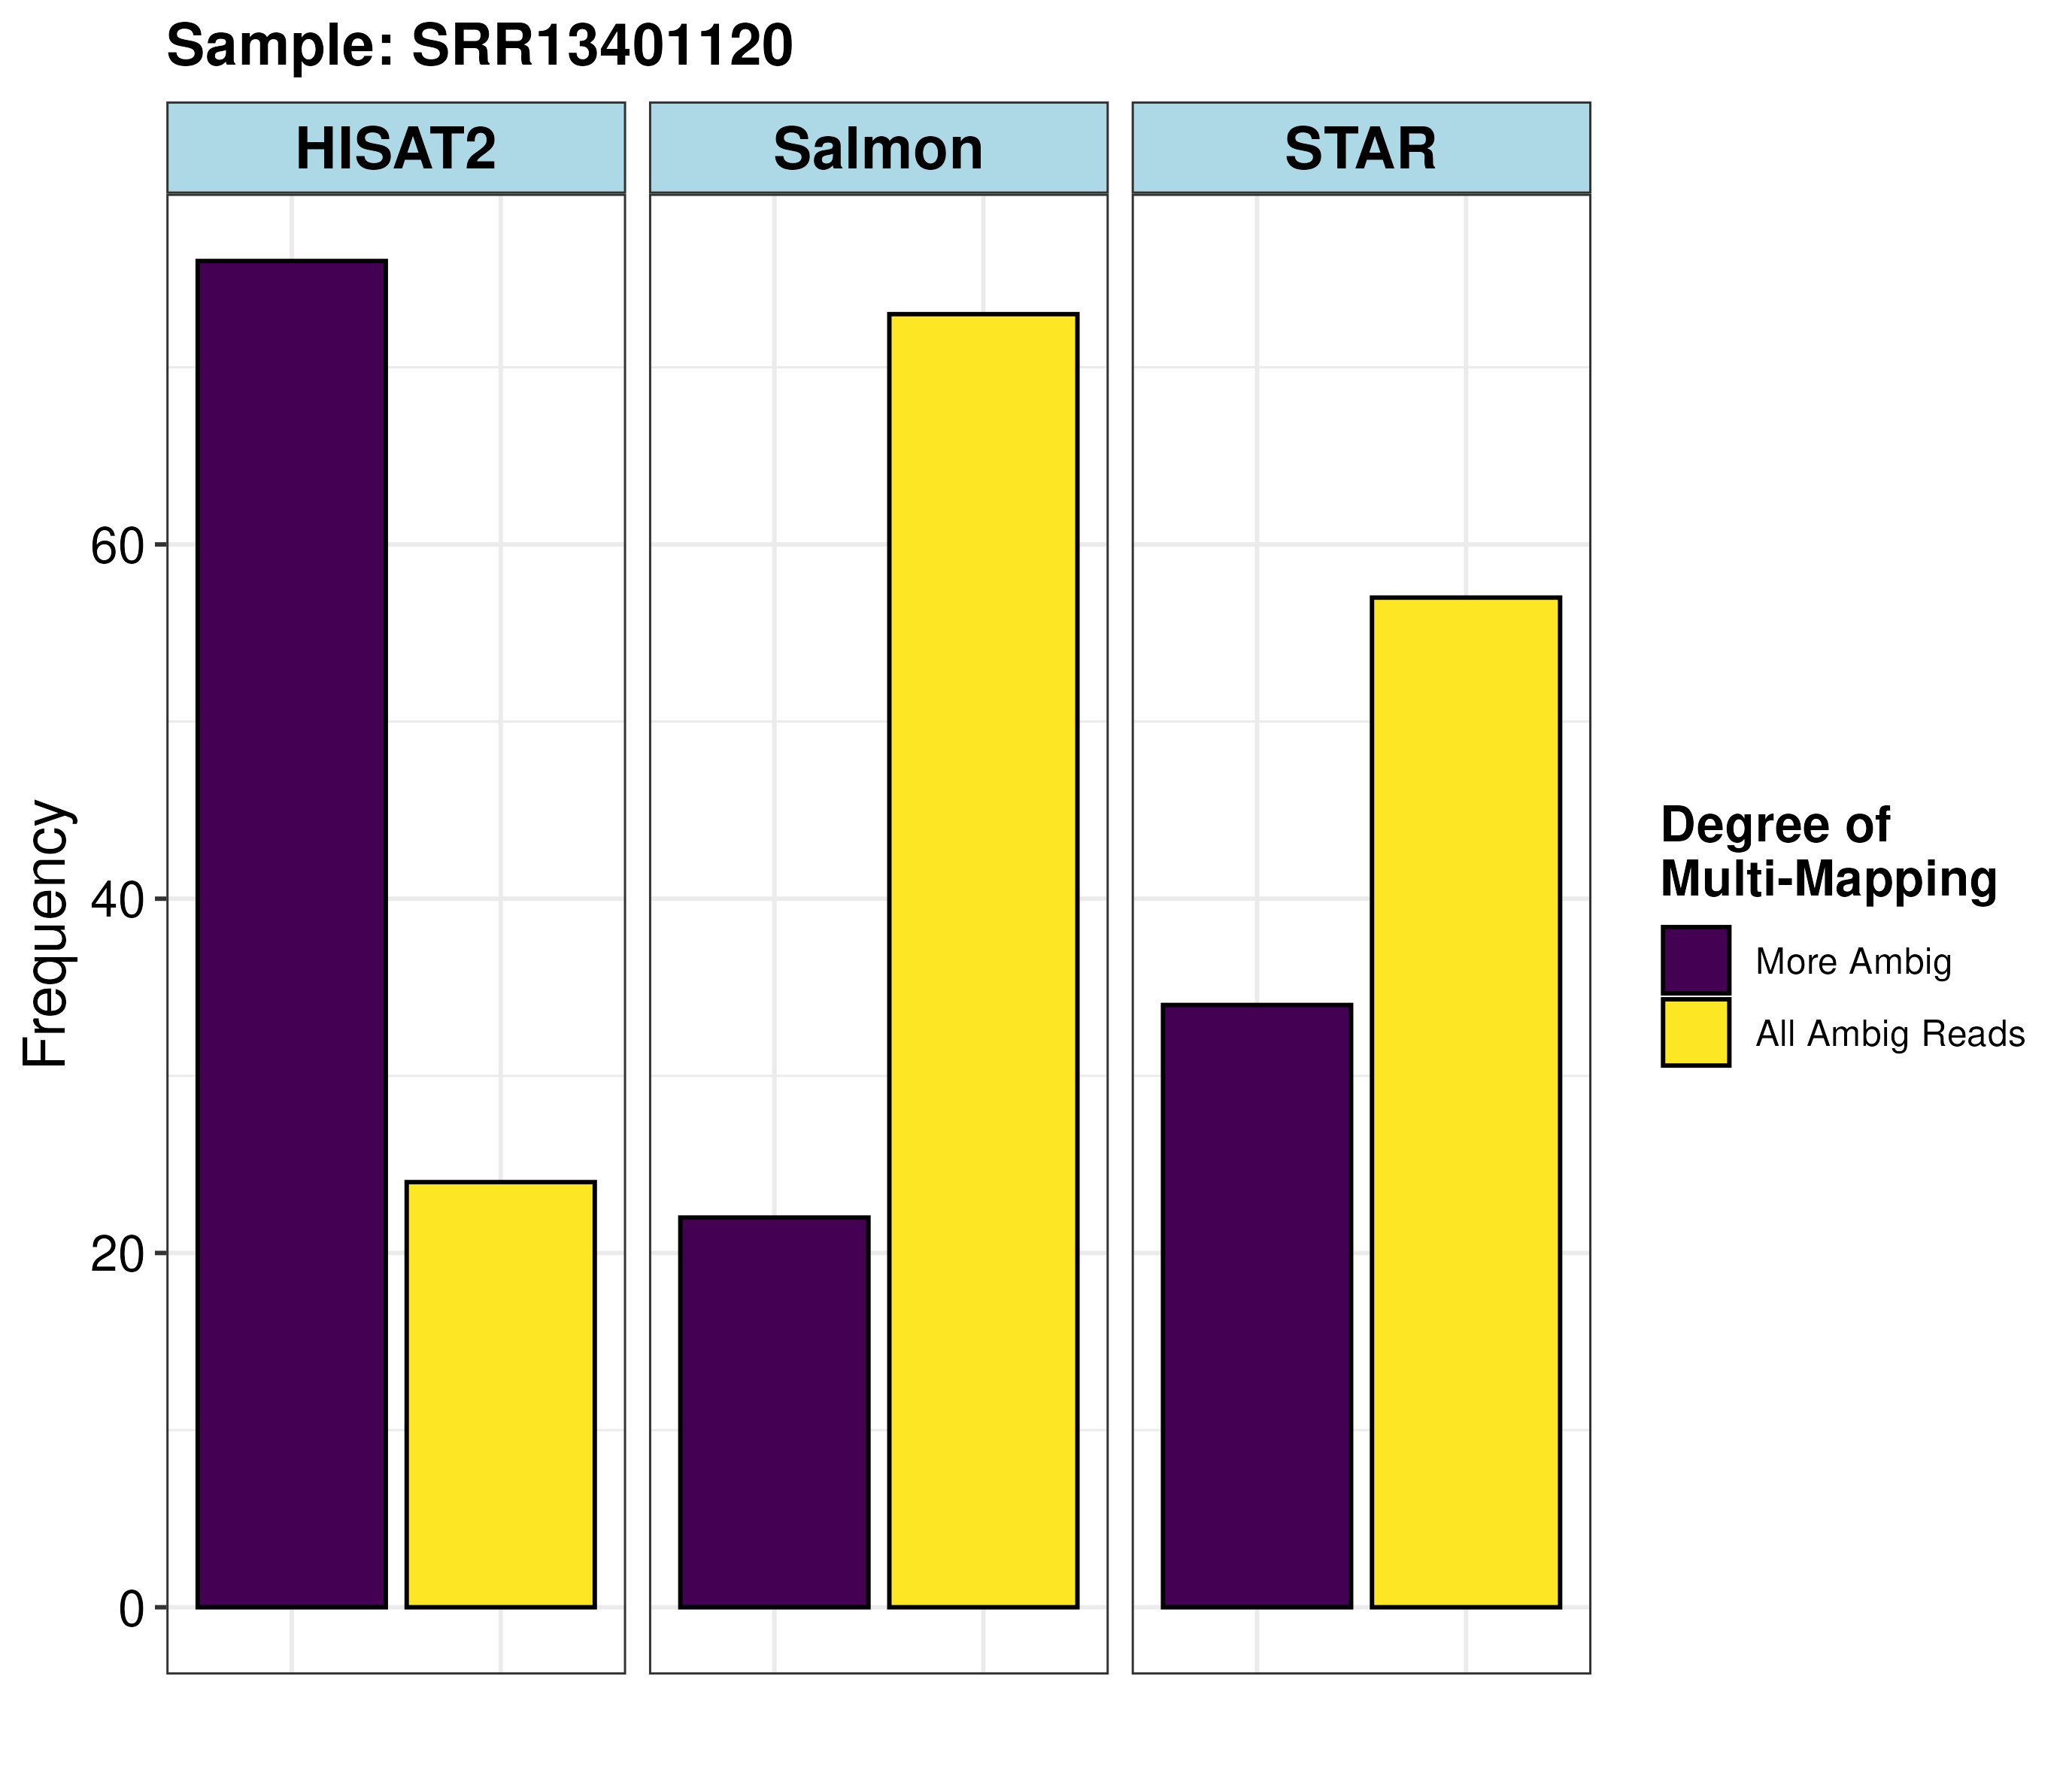 Sample: SRR13401120
HISAT2
Salmon
STAR
Frequency
60
40
20
0
Degree of
Multi-Mapping
More Ambig
All Ambig Reads